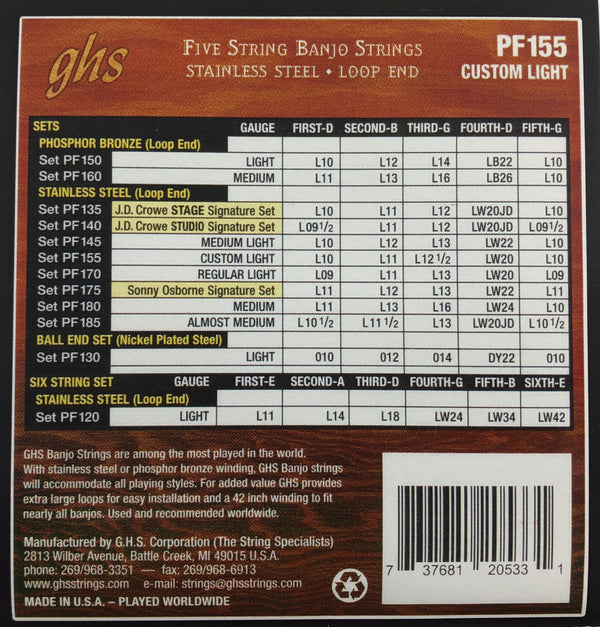 ghs
FIVE STRING BANJO STRINGS
STAINLESS STEEL • LOOP END
PF155
CUSTOM LIGHT
SETS GAUGE FIRST-D SECOND-B THIRD-G FOURTH-D FIFTH-G
PHOSPHOR BRONZE (Loop End)
Set PF150 LIGHT L10 L12 L14 LB22 L10
Set PF160 MEDIUM L11 L13 L16 LB26 L10
STAINLESS STEEL (Loop End)
Set PF135 J.D. Crowe STAGE Signature Set L10 L11 L12 LW20JD L10
Set PF140 J.D. Crowe STUDIO Signature Set L09 1/2 L11 L12 LW20JD L09 1/2
Set PF145 MEDIUM LIGHT L10 L12 L13 LW22 L10
Set PF155 CUSTOM LIGHT L10 L11 L12 1/2 LW20 L10
Set PF170 REGULAR LIGHT L09 L11 L13 LW20 L09
Set PF175 Sonny Osborne Signature Set L11 L12 L13 LW22 L11
Set PF180 MEDIUM L11 L13 L16 LW24 L10
Set PF185 ALMOST MEDIUM L10 1/2 L11 1/2 L13 LW20JD L10 1/2
BALL END SET (Nickel Plated Steel)
Set PF130 LIGHT 010 012 014 DY22 010
SIX STRING SET GAUGE FIRST-E SECOND-A THIRD-D FOURTH-G FIFTH-B SIXTH-E
STAINLESS STEEL (Loop End)
Set PF120 LIGHT L11 L14 L18 LW24 LW34 LW42
GHS Banjo Strings are among the most played in the world.
With stainless steel or phosphor bronze winding, GHS Banjo strings
will accommodate all playing styles. For added value GHS provides
extra large loops for easy installation and a 42 inch winding to fit
nearly all banjos. Used and recommended worldwide.
Manufactured by G.H.S. Corporation (The String Specialists)
2813 Wilber Avenue, Battle Creek, MI 49015 U.S.A.
phone: 269/968-3351 — fax: 269/968-6913
www.ghsstrings.com e-mail: strings@ghsstrings.com
MADE IN U.S.A. – PLAYED WORLDWIDE
7 37681 20533 1